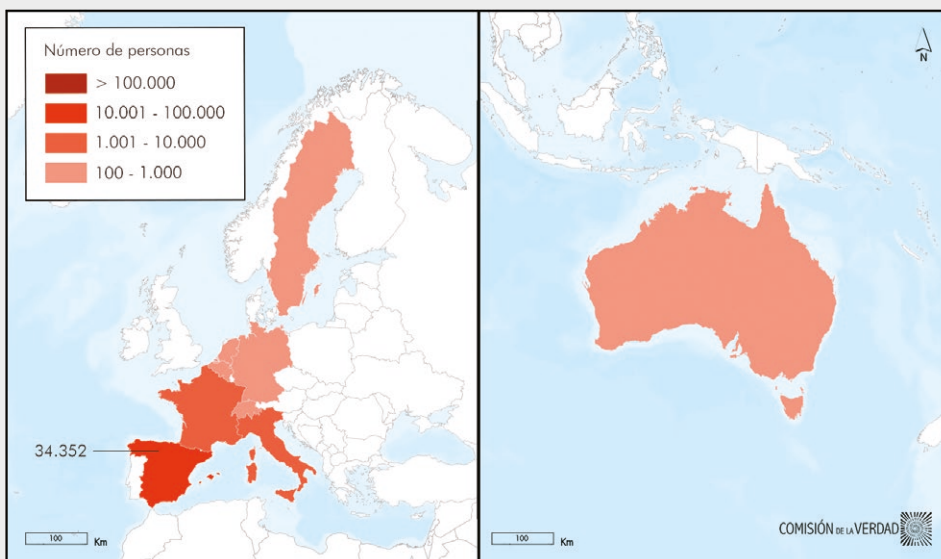 Número de personas
> 100.000
10.001 - 100.000
1.001 - 10.000
100 - 1.000
34.352
100 Km
N
100 Km
COMISIÓN DE LA VERDAD